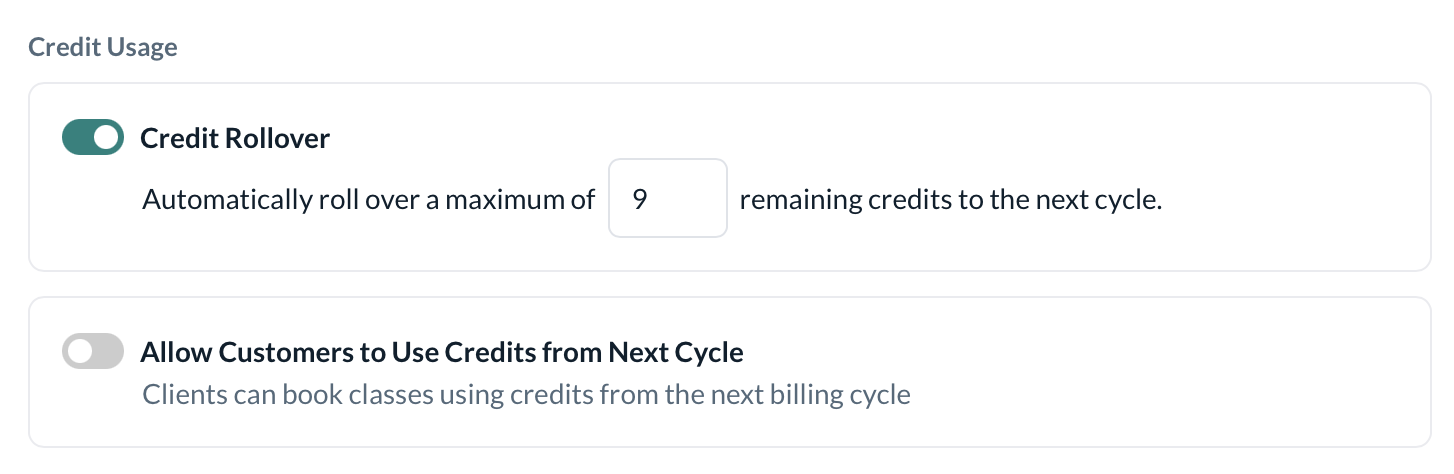 Credit Usage
Credit Rollover
Automatically roll over a maximum of 9 remaining credits to the next cycle.
Allow Customers to Use Credits from Next Cycle
Clients can book classes using credits from the next billing cycle